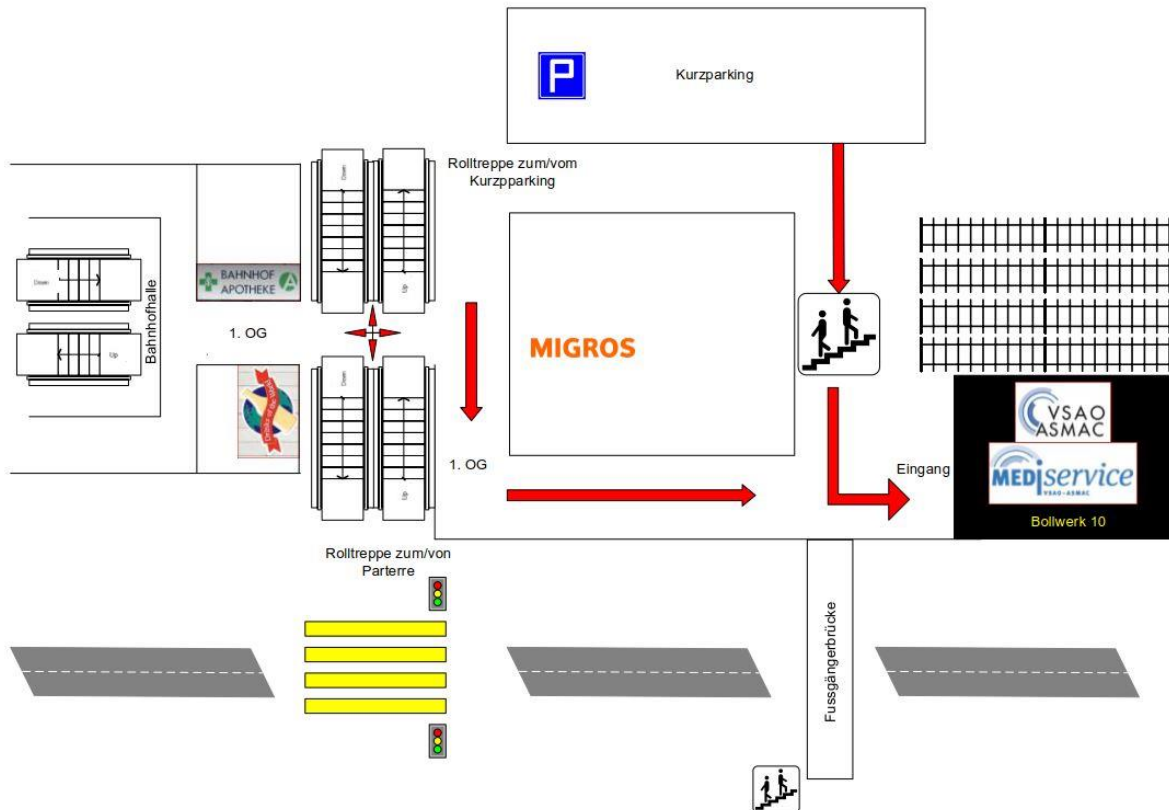 P
Kurzparking
Rolltreppe zum/vom
Kurzpparking
Down
Up
BAHNHOF
APOTHEKE A
Down
Up
Bahnhofhalle
1. OG
MIGROS
Down
Up
1. OG
Eingang
VSAO
ASMAC
MEDiservice
VSAO-ASMAC
Bollwerk 10
Rolltreppe zum/von
Parterre
Fussgängerbrücke